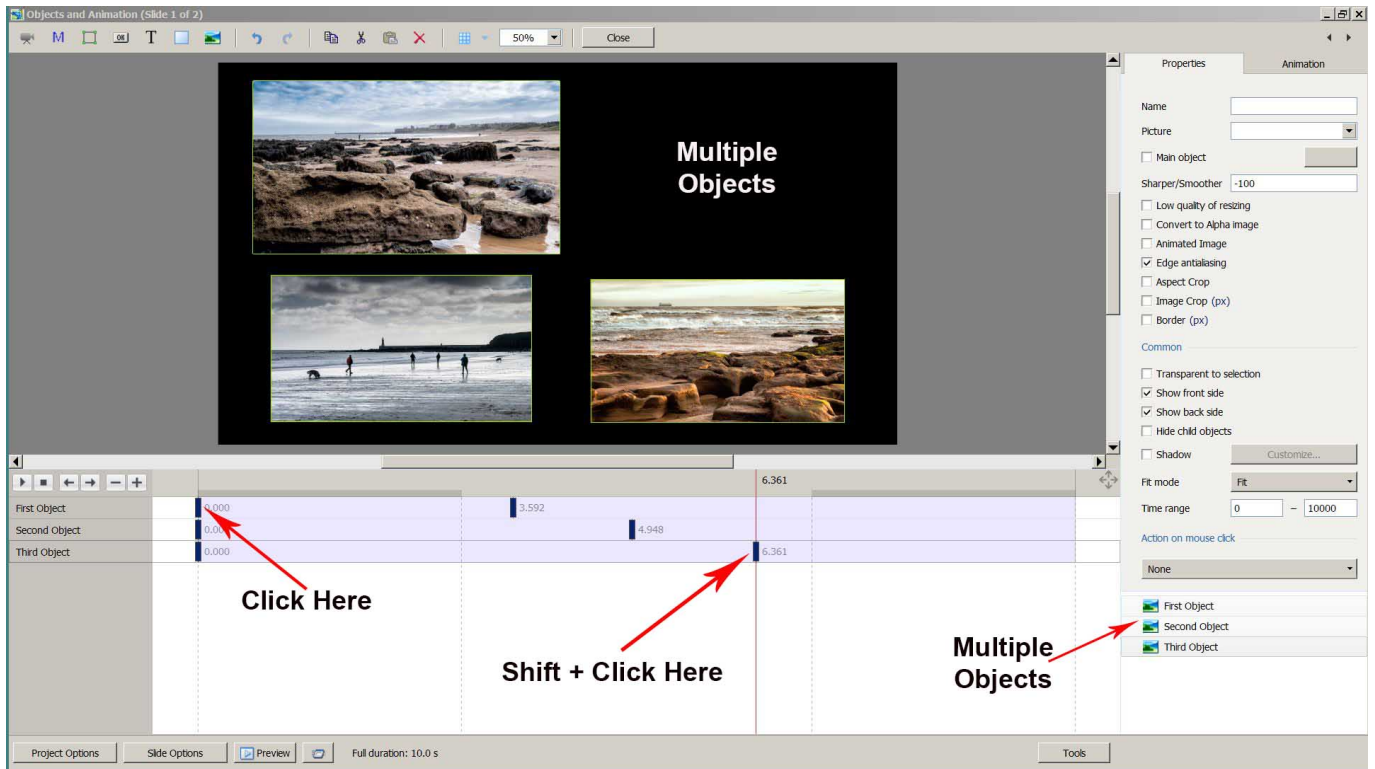 Objects and Animation (Slide 1 of 2)
M OK T 50% Close
Properties Animation
Name
Picture
Main object
Sharper/Smoother -100
Low quality of resizing
Convert to Alpha image
Animated Image
Edge antialiasing
Aspect Crop
Image Crop (px)
Border (px)
Common
Transparent to selection
Show front side
Show back side
Hide child objects
Shadow Customize...
Fit mode Fit
Time range 0 – 10000
Action on mouse click
None
First Object
Second Object
Third Object
Multiple
Objects
6.361
First Object 0.000 3.592
Second Object 0.000 4.948
Third Object 0.000 6.361
Click Here
Shift + Click Here
Multiple
Objects
Project Options Slide Options Preview Full duration: 10.0 s Tools